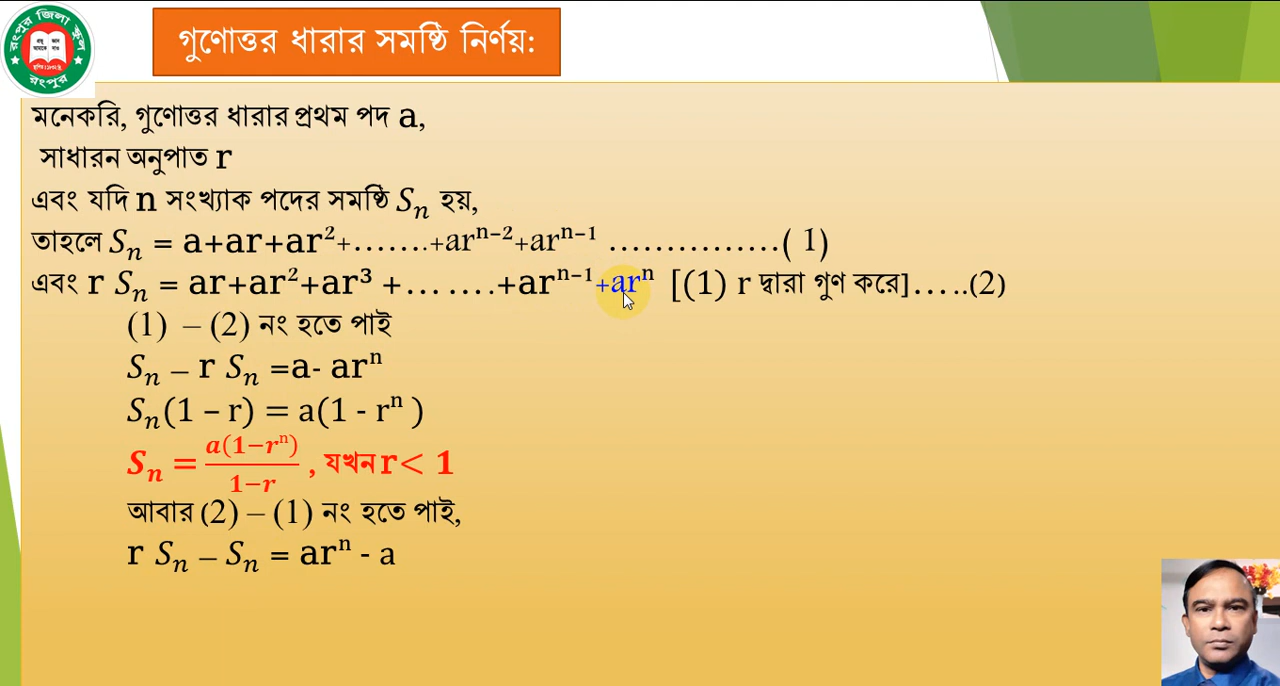 রংপুর জিলা স্কুল
রংপুর
গুণোত্তর ধারার সমষ্ঠি নির্ণয়:
মনেকরি, গুণোত্তর ধারার প্রথম পদ a,
সাধারন অনুপাত r
এবং যদি n সংখ্যাক পদের সমষ্ঠি Sₙ হয়,
তাহলে Sₙ = a+ar+ar²+…….+arⁿ⁻²+arⁿ⁻¹ ……………(1)
এবং r Sₙ = ar+ar²+ar³ +… ….+arⁿ⁻¹+arⁿ [(1) r দ্বারা গুণ করে]…..(2)
(1) – (2) নং হতে পাই
Sₙ – r Sₙ =a- arⁿ
Sₙ(1 – r) = a(1 - rⁿ )
Sₙ = a(1−rⁿ)/1−r , যখন r< 1
আবার (2) – (1) নং হতে পাই,
r Sₙ – Sₙ = arⁿ - a